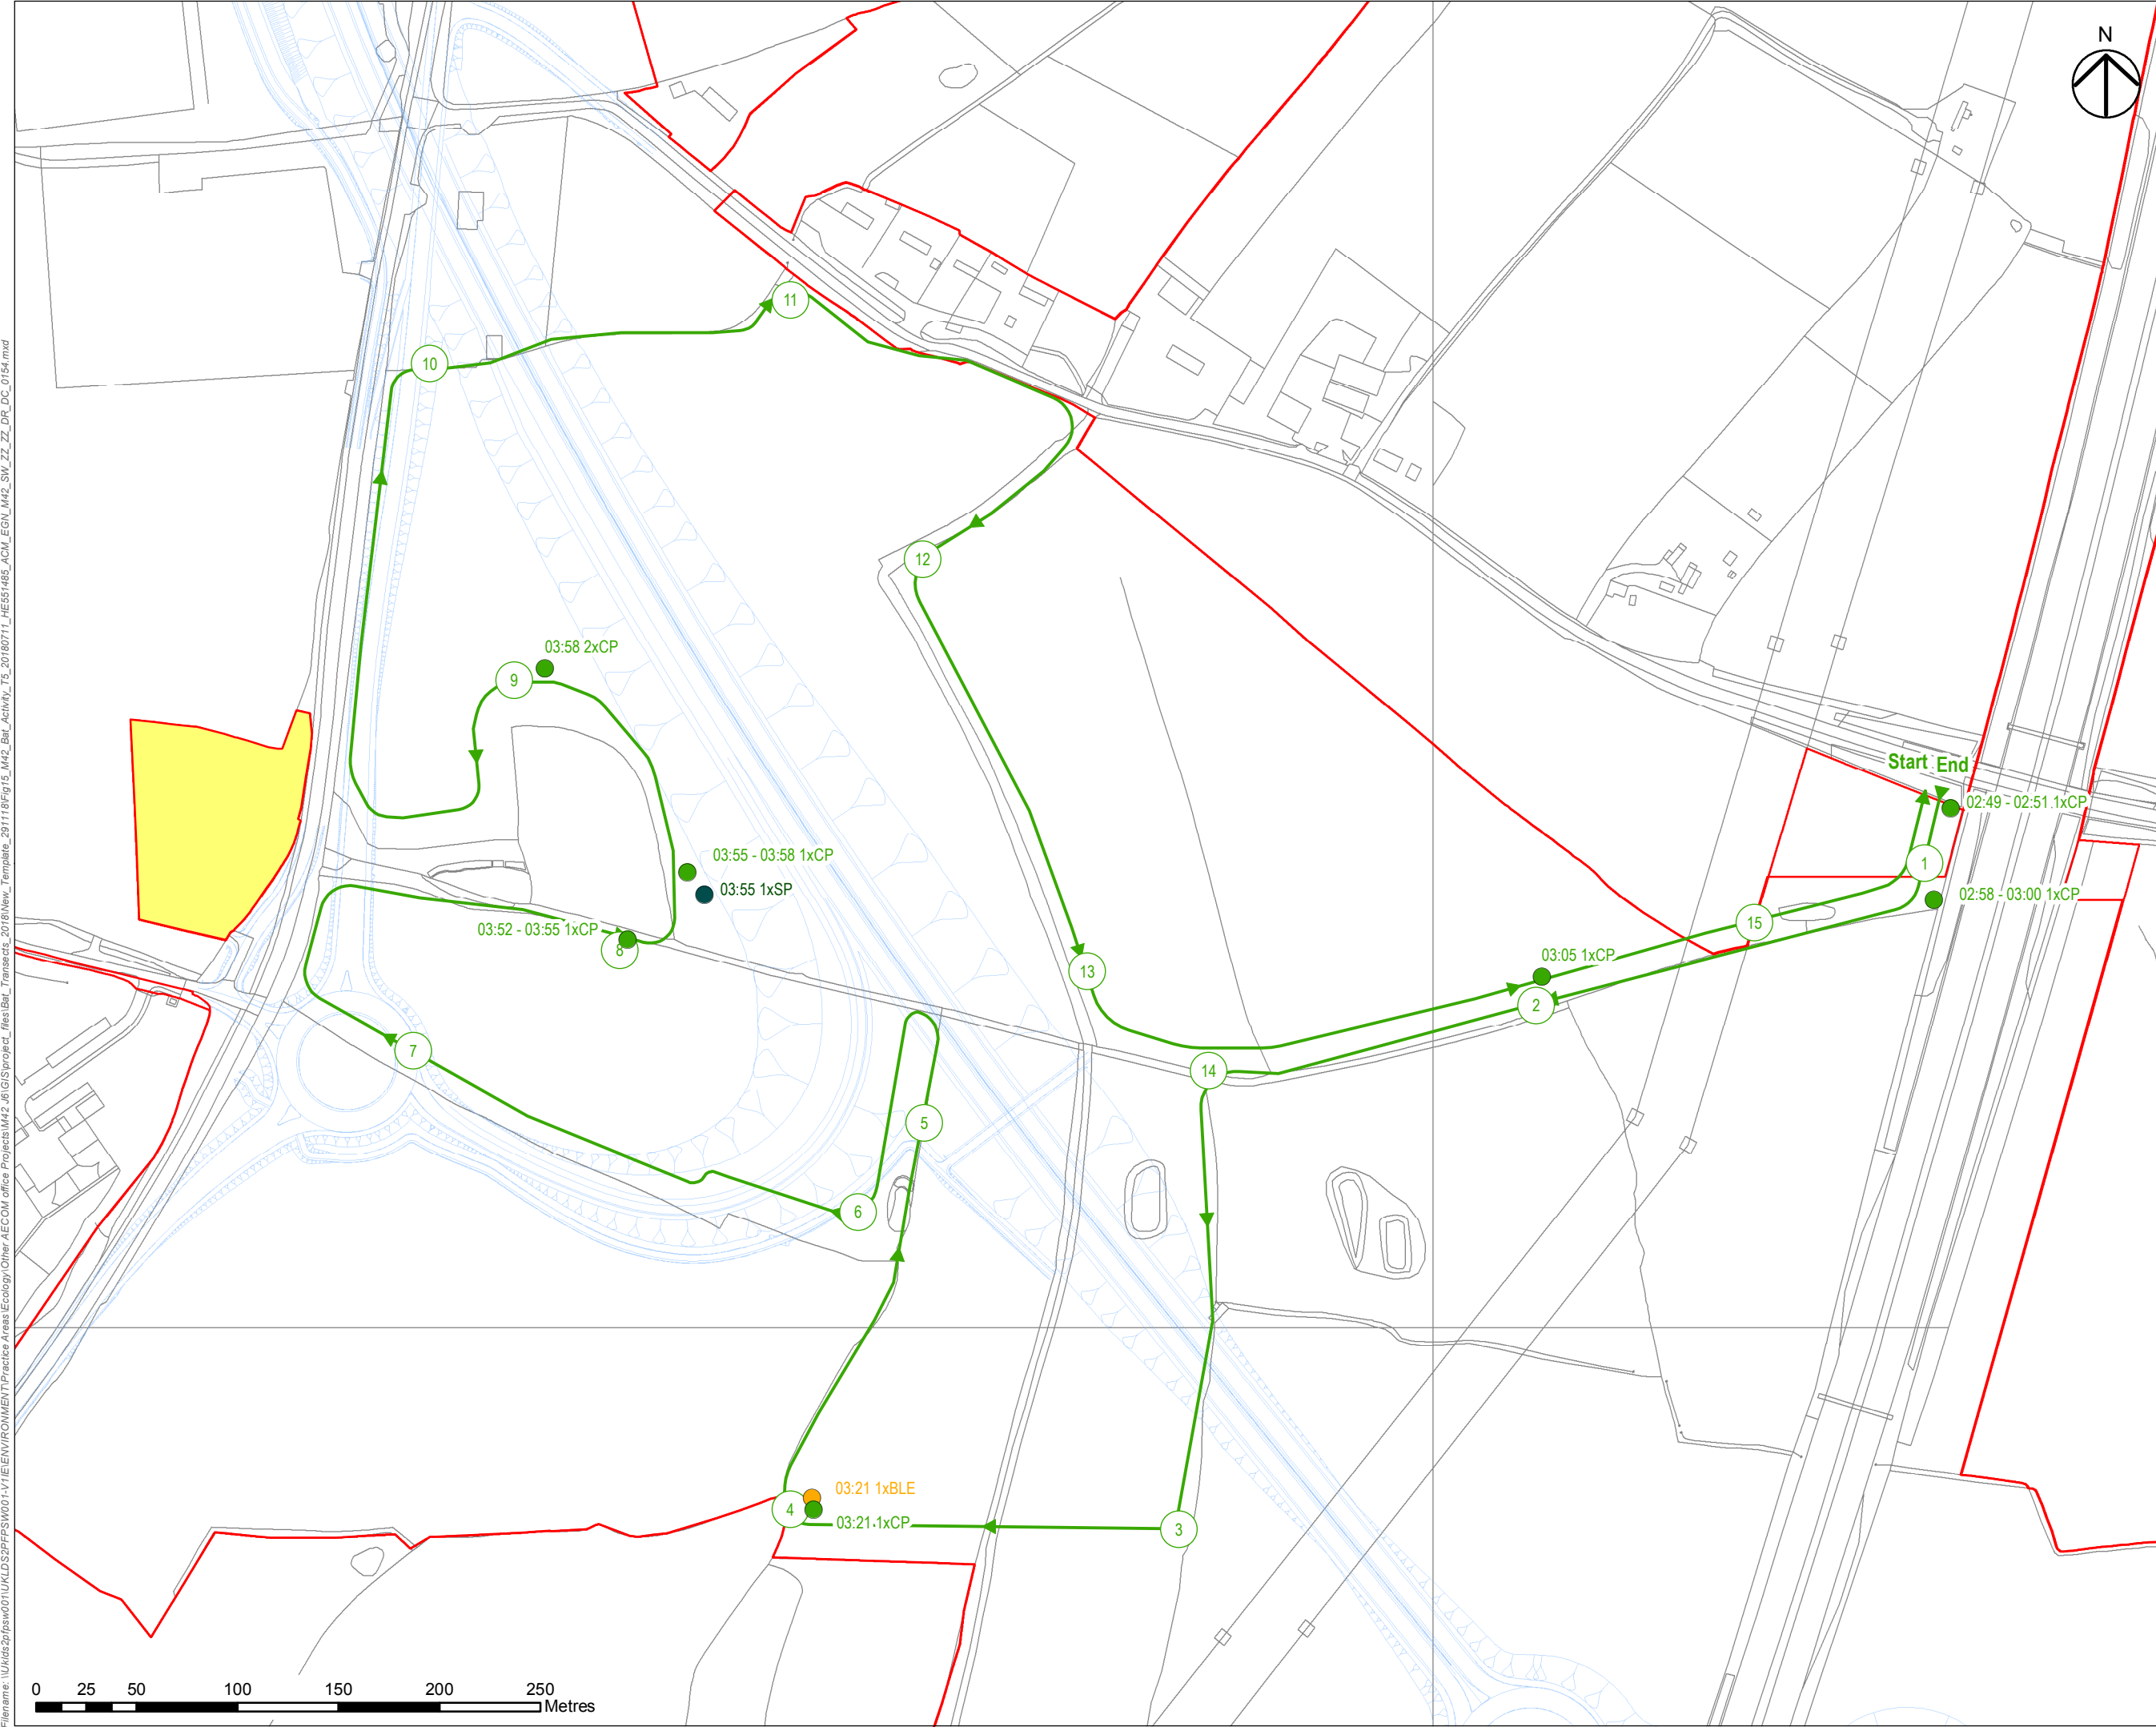 N
11
10
12
03:58 2xCP
9
Start End
02:49 - 02:51 1xCP
03:55 - 03:58 1xCP
1
03:55 1xSP
02:58 - 03:00 1xCP
15
03:52 - 03:55 1xCP
8
03:05 1xCP
13
2
7
14
5
6
03:21 1xBLE
4
03:21 1xCP
3
0 25 50 100 150 200 250
Metres
Filename: \\Uklds2pfpsw001\UKLDS2PFPSW001-V1IE\ENVIRONMENT\Practice Areas\Ecology\Other AECOM office Projects\M42 J6\GIS\project_files\Bat_Transects_2018\New_Template_291118\Fig15_M42_Bat_Activity_T5_20180711_HE551485_ACM_EGN_M42_SW_ZZ_ZZ_DR_DC_0154.mxd